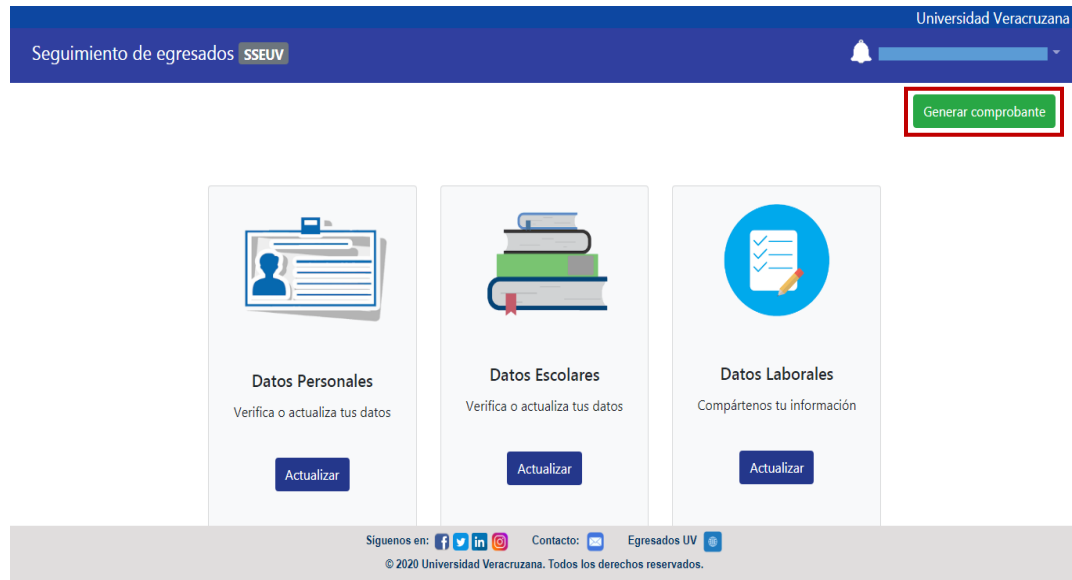 Universidad Veracruzana
Seguimiento de egresados SSEUV
Generar comprobante
Datos Personales
Verifica o actualiza tus datos
Actualizar
Datos Escolares
Verifica o actualiza tus datos
Actualizar
Datos Laborales
Compártenos tu información
Actualizar
Síguenos en: Contacto: Egresados UV
© 2020 Universidad Veracruzana. Todos los derechos reservados.